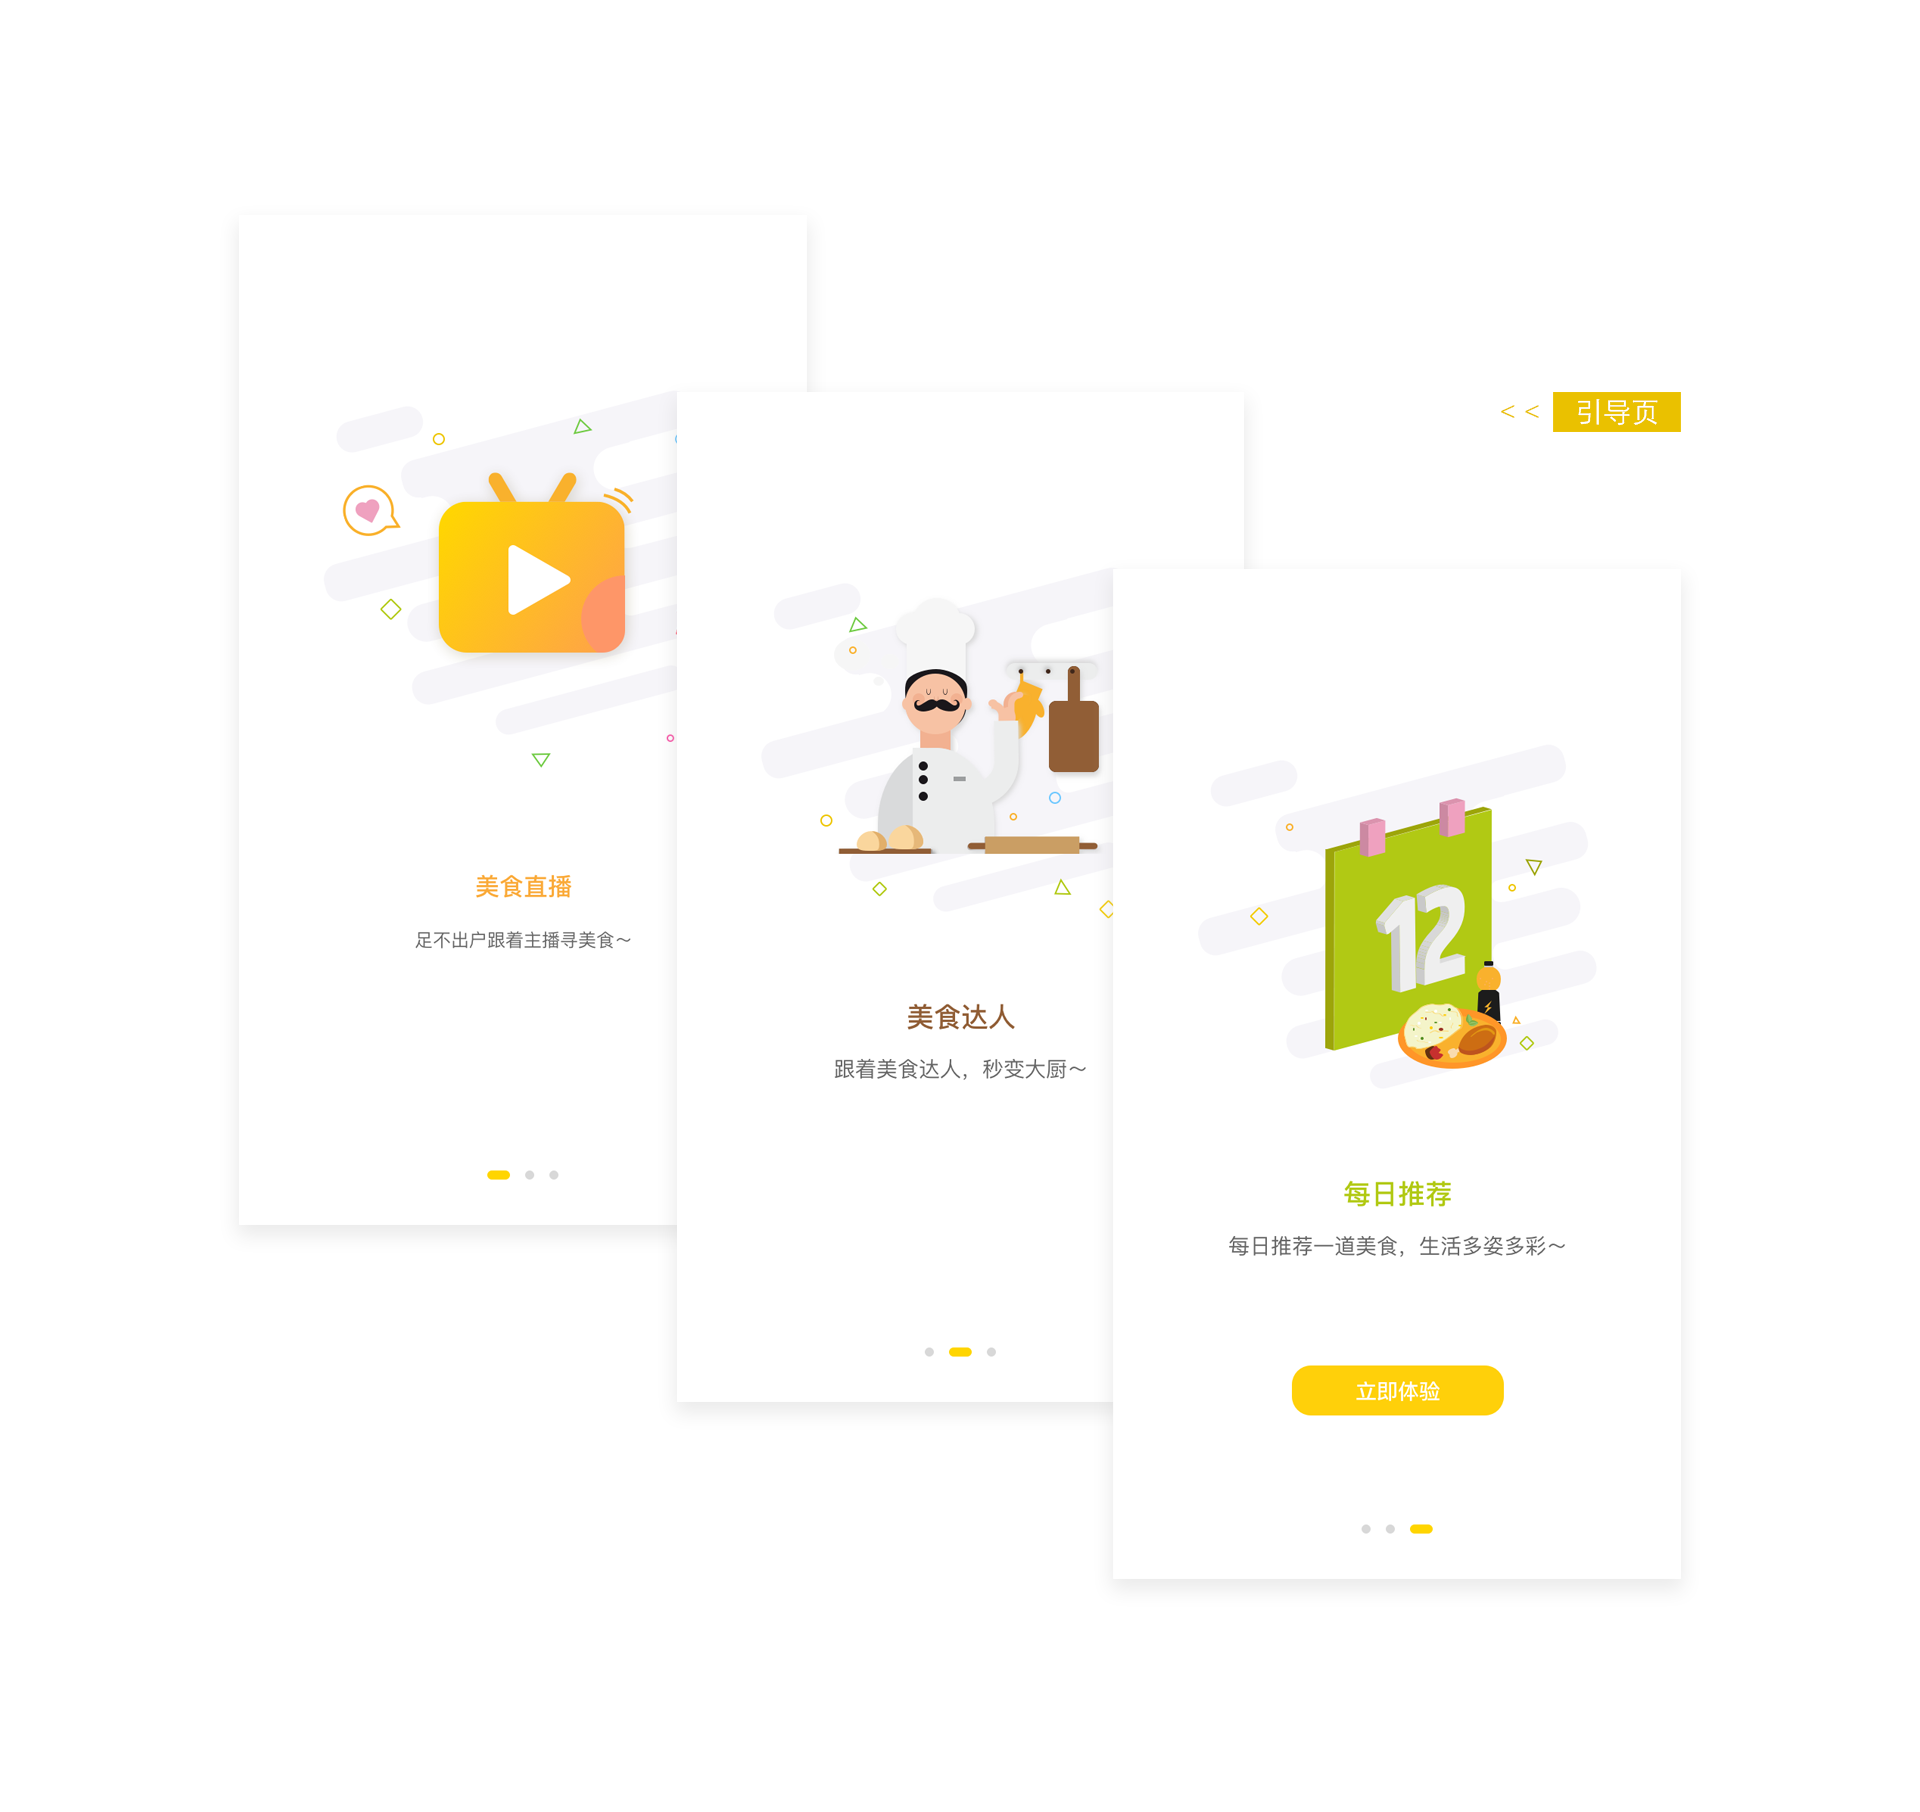 < < 引导页
美食直播
足不出户跟着主播寻美食～
美食达人
跟着美食达人，秒变大厨～
12
每日推荐
每日推荐一道美食，生活多姿多彩～
立即体验